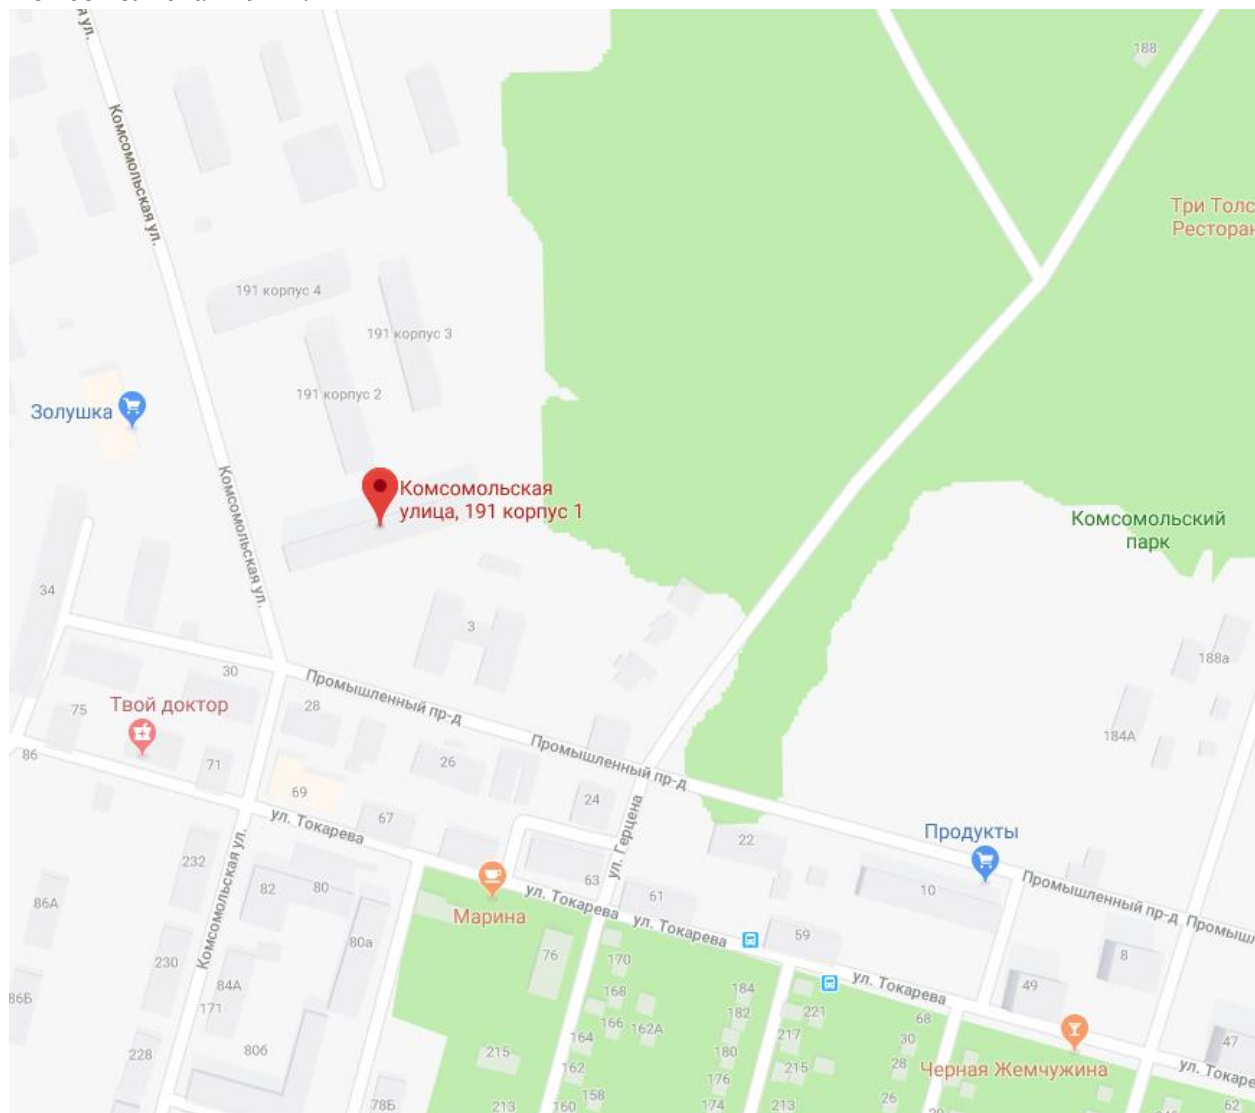 188
Комсомольская ул.
Три Толс
Ресторан
191 корпус 4
191 корпус 3
191 корпус 2
Золушка
Комсомольская
улица, 191 корпус 1
Комсомольская ул.
Комсомольский
парк
34
3
188а
30
Промышленный пр-д
Твой доктор
75
28
184А
86
71
26
Промышленный пр-д
69
24
ул. Токарева
67
ул. Герцена
22
Продукты
232
82
80
63
61
10
86А
Марина
ул. Токарева
ул. Токарева
Промышленный пр-д
Комсомольская ул.
80а
59
8
230
76
170
84А
168
184
ул. Токарева
49
86Б
171
166
162А
182
221
68
164
217
30
47
228
80б
215
162
180
215
28
Черная Жемчужина
ул. Токаре
158
176
78Б
213
160
174
213
26
62